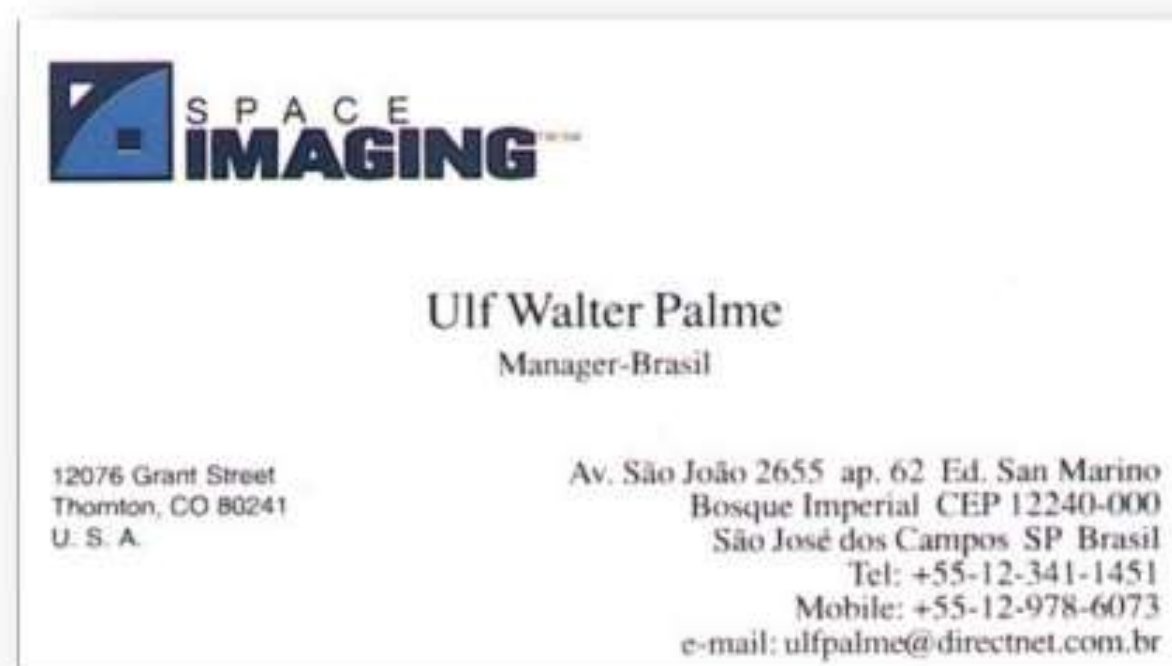 SPACE
IMAGING
Ulf Walter Palme
Manager-Brasil
12076 Grant Street
Thornton, CO 80241
U. S. A.
Av. São João 2655 ap. 62 Ed. San Marino
Bosque Imperial CEP 12240-000
São José dos Campos SP Brasil
Tel: +55-12-341-1451
Mobile: +55-12-978-6073
e-mail: ulfpalme@directnet.com.br